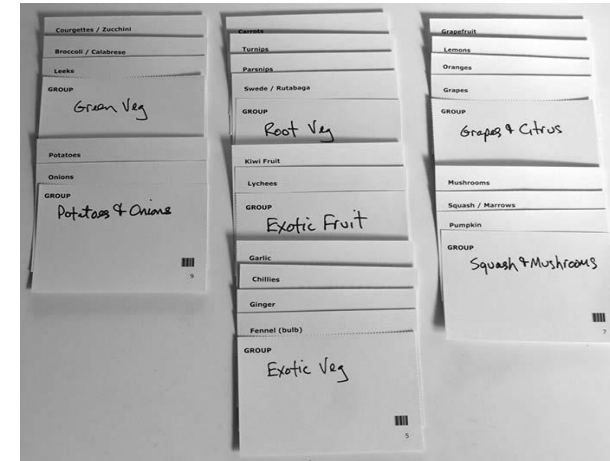 Courgettes / Zucchini
Broccoli / Calabrese
Leeks
GROUP
Green Veg
Potatoes
Onions
GROUP
Potatoes & Onions
9
Carrots
Turnips
Parsnips
Swede / Rutabaga
GROUP
Root Veg
Kiwi Fruit
Lychees
GROUP
Exotic Fruit
Garlic
Chillies
Ginger
Fennel (bulb)
GROUP
Exotic Veg
5
Grapefruit
Lemons
Oranges
Grapes
GROUP
Grapes & Citrus
Mushrooms
Squash / Marrows
Pumpkin
GROUP
Squash & Mushrooms
7